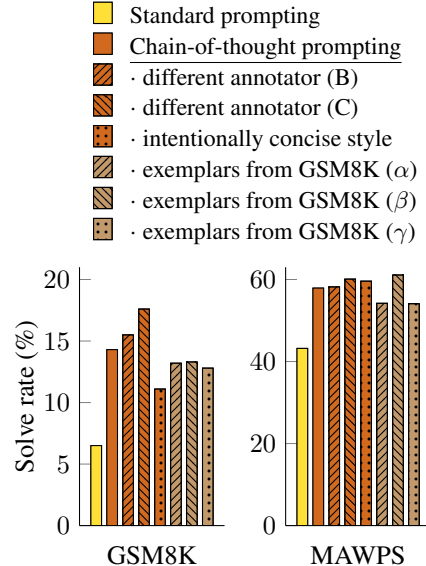 Standard prompting
Chain-of-thought prompting
· different annotator (B)
· different annotator (C)
· intentionally concise style
· exemplars from GSM8K (α)
· exemplars from GSM8K (β)
· exemplars from GSM8K (γ)
Solve rate (%)
20
15
10
5
0
GSM8K
60
40
20
0
MAWPS